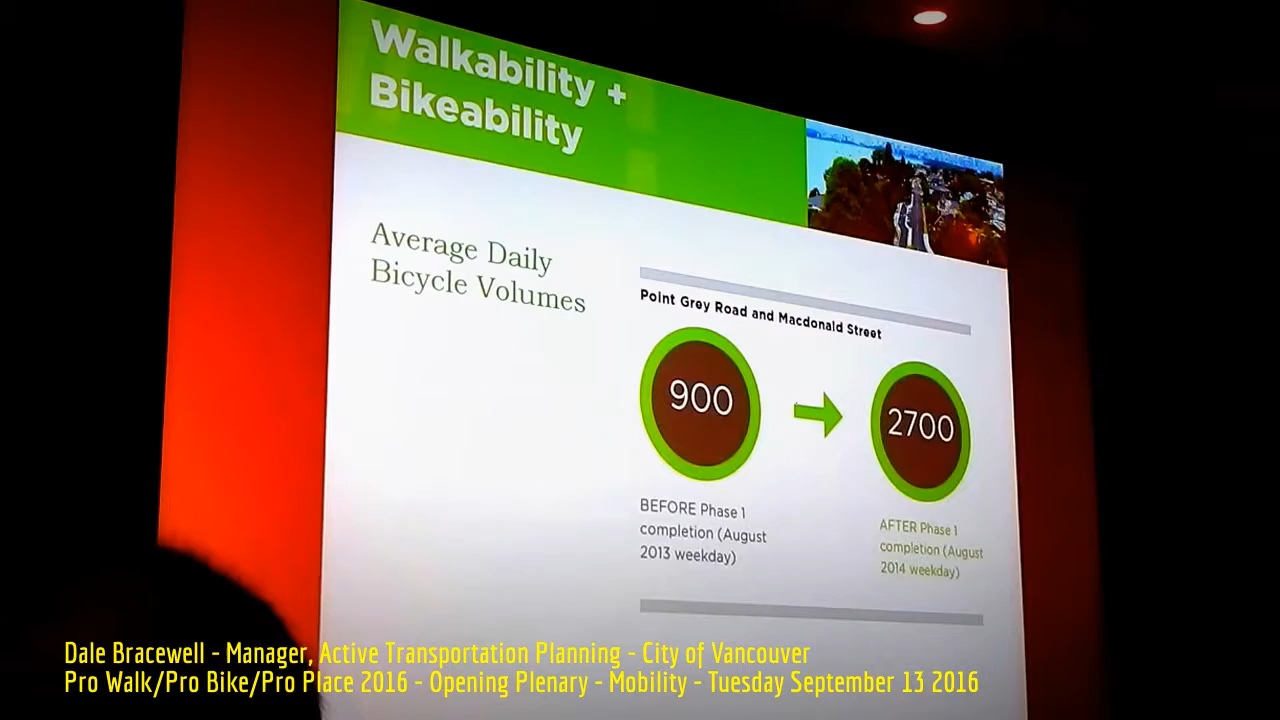 Walkability +
Bikeability
Average Daily
Bicycle Volumes
Point Grey Road and Macdonald Street
900
2700
BEFORE Phase 1
completion (August
2013 weekday)
AFTER Phase 1
completion (August
2014 weekday)
Dale Bracewell - Manager, Active Transportation Planning - City of Vancouver
Pro Walk/Pro Bike/Pro Place 2016 - Opening Plenary - Mobility - Tuesday September 13 2016